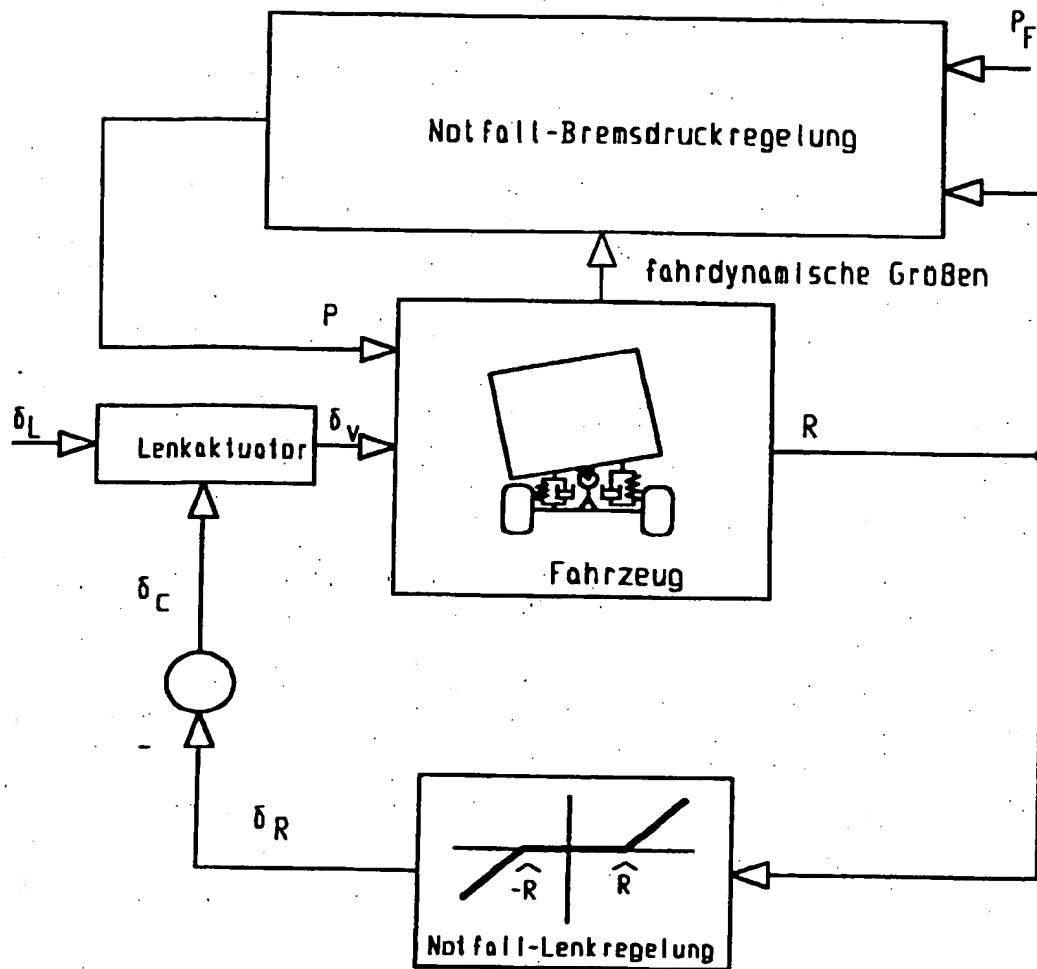 P_F
Notfall-Bremsdruckregelung
fahrdynamische Größen
P
δ_L
Lenkaktuator
δ_v
R
Fahrzeug
δ_C
δ_R
-R̂
R̂
Notfall-Lenkregelung